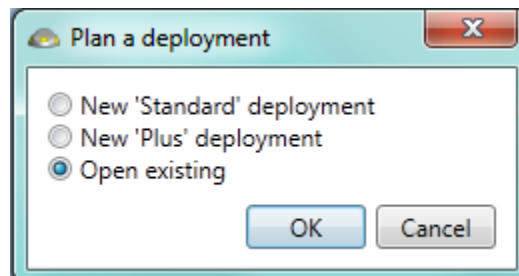 Plan a deployment
New 'Standard' deployment
New 'Plus' deployment
Open existing
OK Cancel